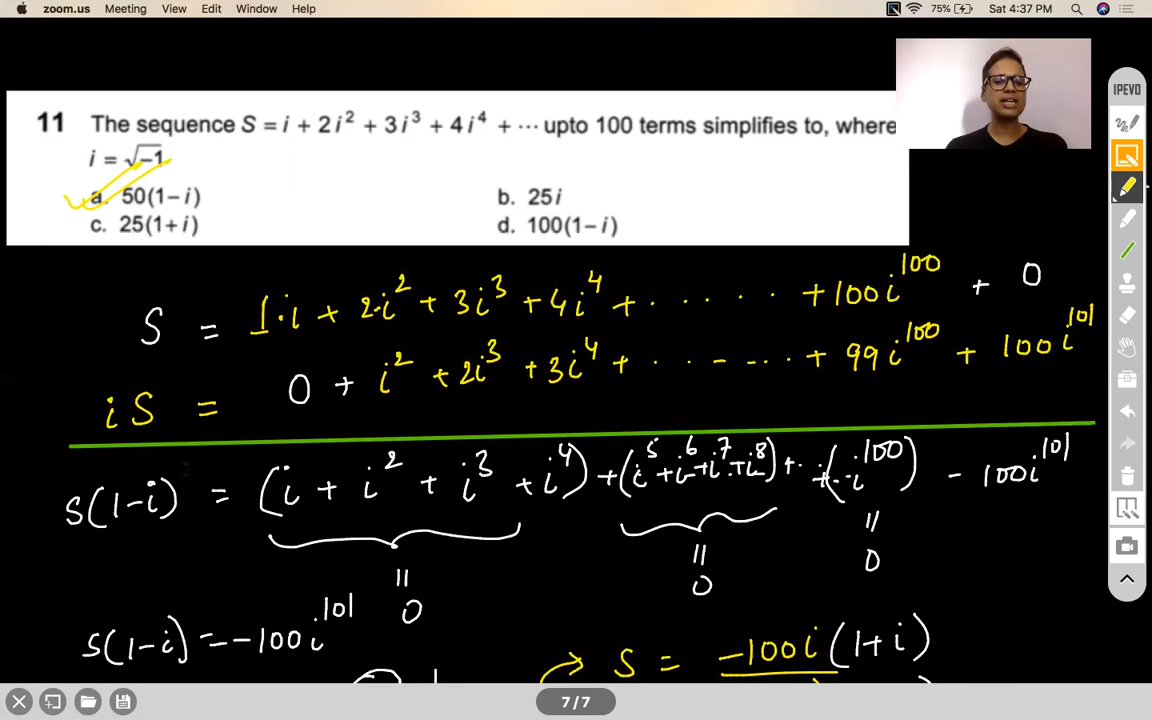 zoom.us Meeting View Edit Window Help 75% Sat 4:37 PM
IPEVO
11 The sequence S = i + 2i² + 3i³ + 4i⁴ + ⋯ upto 100 terms simplifies to, where
i = √-1
a. 50(1 – i) b. 25i
c. 25(1 + i) d. 100(1 – i)
S = 1·i + 2·i² + 3i³ + 4i⁴ + · · · · · + 100i¹⁰⁰ + 0
iS = 0 + i² + 2i³ + 3i⁴ + · · · - · · · + 99i¹⁰⁰ + 100i¹⁰¹
S(1-i) = (i + i² + i³ + i⁴) + (i⁵+i⁶+i⁷+i⁸) + · · +(· · i¹⁰⁰) - 100i¹⁰¹
= 0 = 0 = 0
S(1-i) = -100i¹⁰¹
S = -100i(1+i)
7 / 7